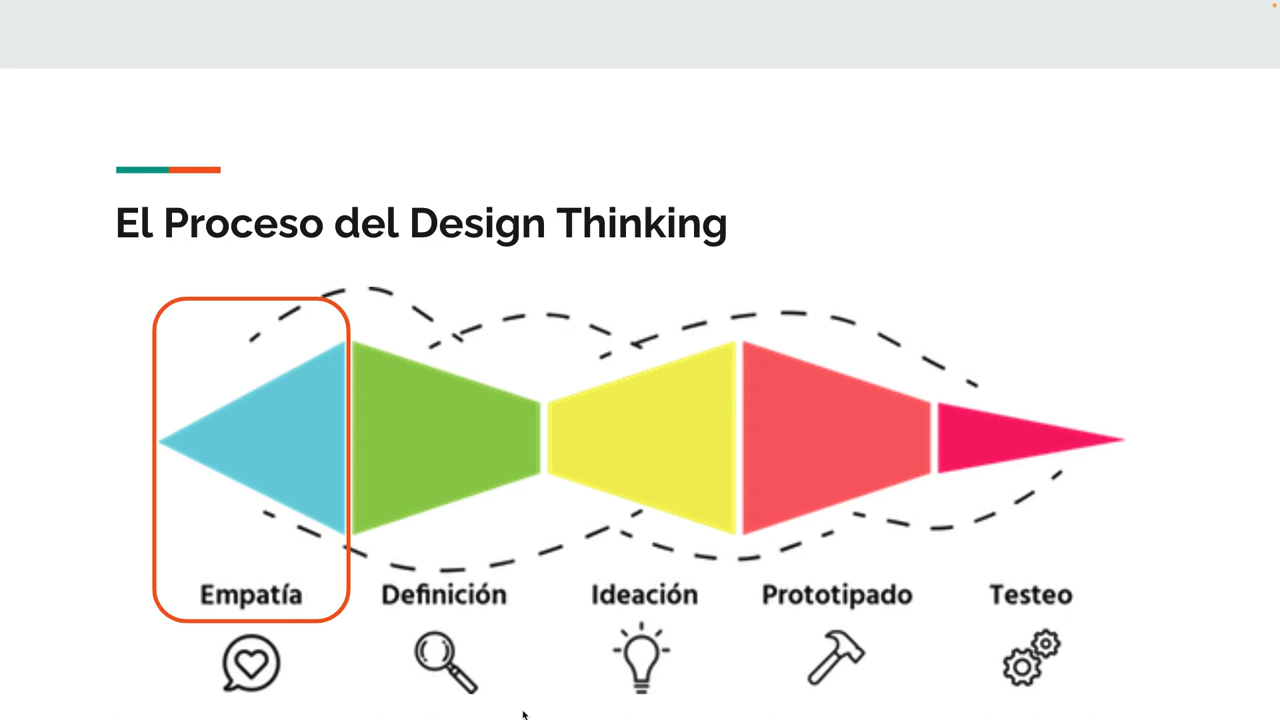 El Proceso del Design Thinking
Empatía
Definición
Ideación
Prototipado
Testeo